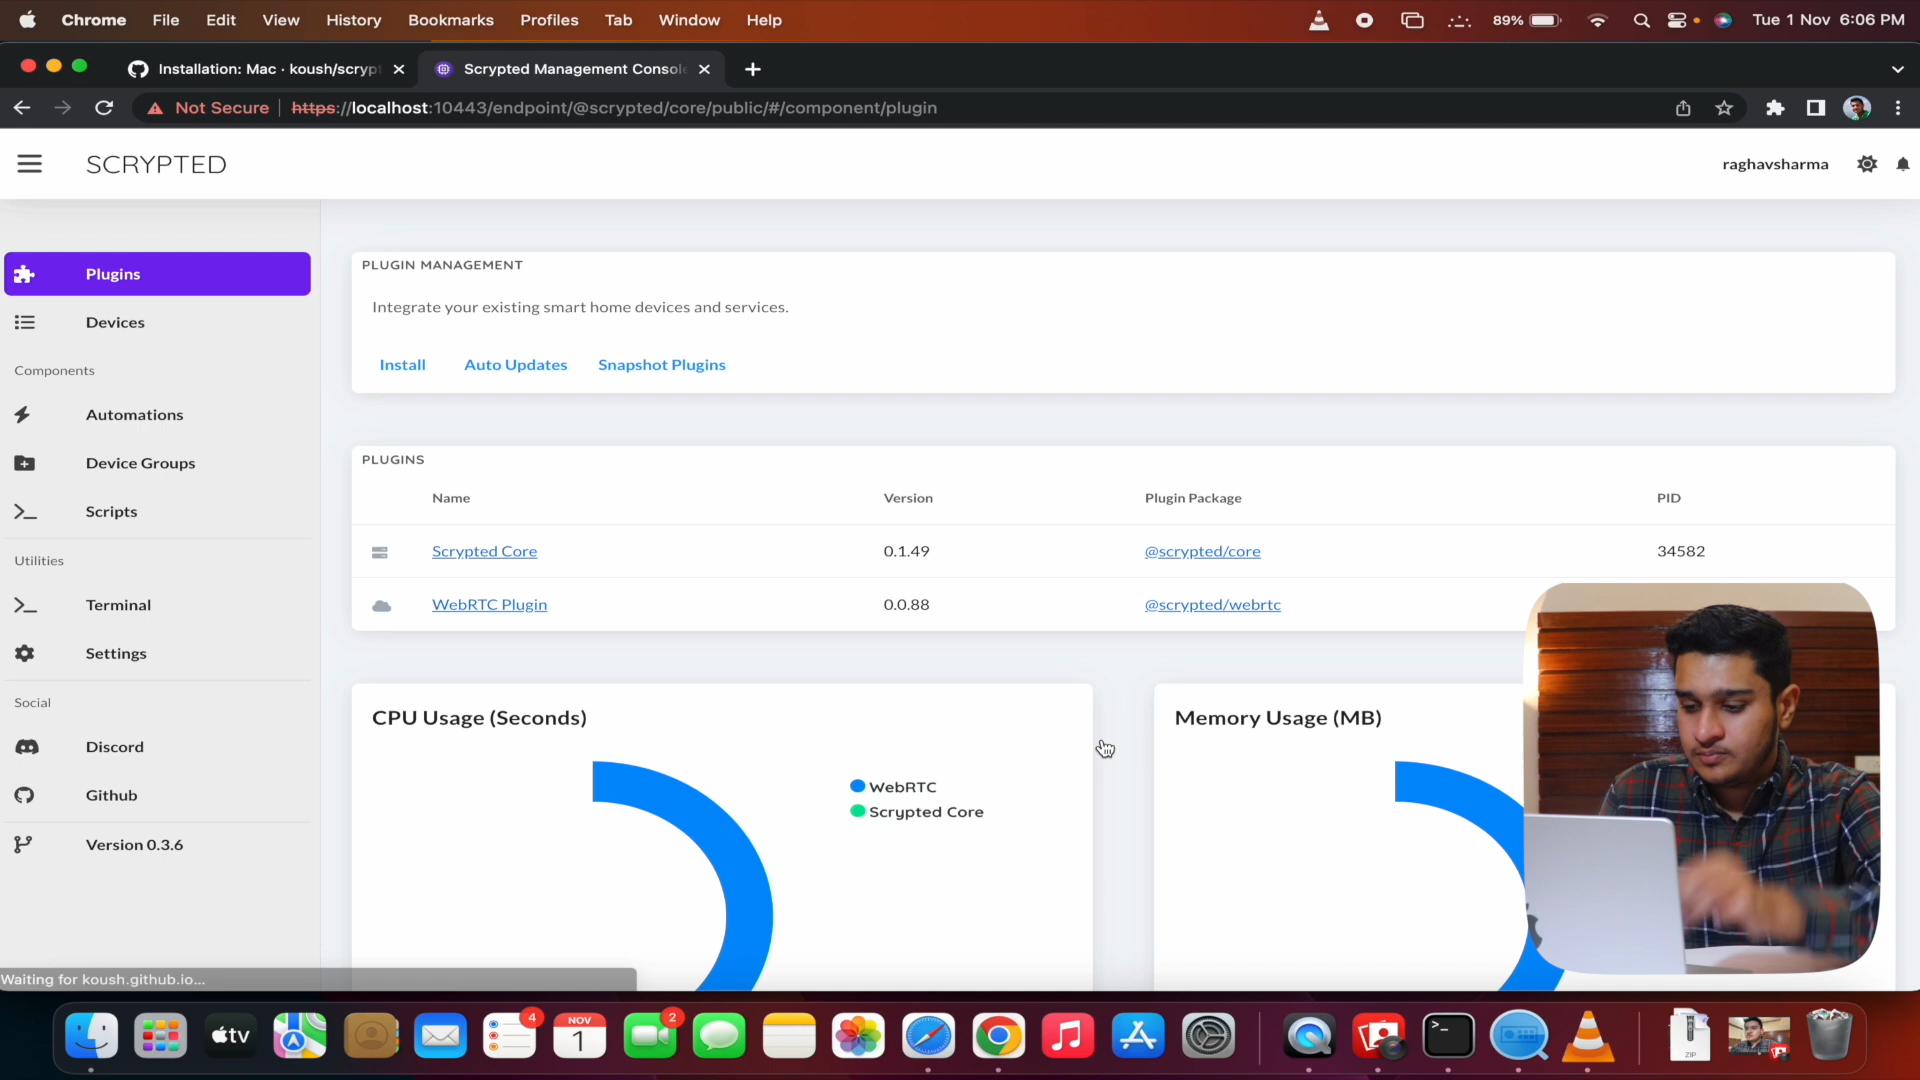 Chrome File Edit View History Bookmarks Profiles Tab Window Help 89% Tue 1 Nov 6:06 PM
Installation: Mac · koush/scrypt Scrypted Management Consol
Not Secure https://localhost:10443/endpoint/@scrypted/core/public/#/component/plugin
SCRYPTED raghavsharma
Plugins
Devices
Components
Automations
Device Groups
Scripts
Utilities
Terminal
Settings
Social
Discord
Github
Version 0.3.6
PLUGIN MANAGEMENT
Integrate your existing smart home devices and services.
Install Auto Updates Snapshot Plugins
PLUGINS
Name Version Plugin Package PID
Scrypted Core 0.1.49 @scrypted/core 34582
WebRTC Plugin 0.0.88 @scrypted/webrtc
CPU Usage (Seconds)
WebRTC
Scrypted Core
Memory Usage (MB)
Waiting for koush.github.io...
tv
4
NOV
1
2
ZIP